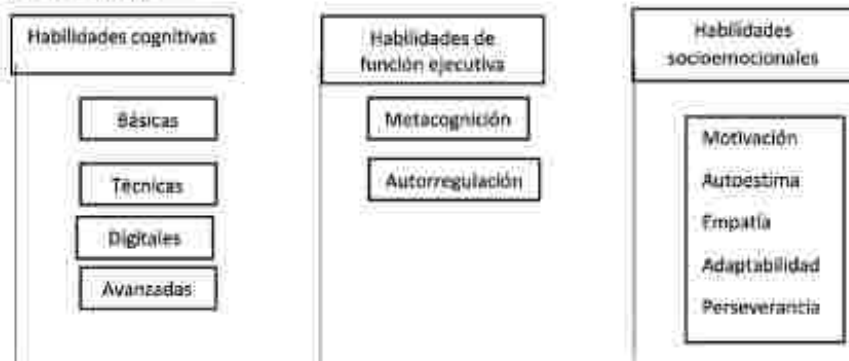 Habilidades cognitivas
Básicas
Técnicas
Digitales
Avanzadas
Habilidades de
función ejecutiva
Metacognición
Autorregulación
Habilidades
socioemocionales
Motivación
Autoestima
Empatía
Adaptabilidad
Perseverancia